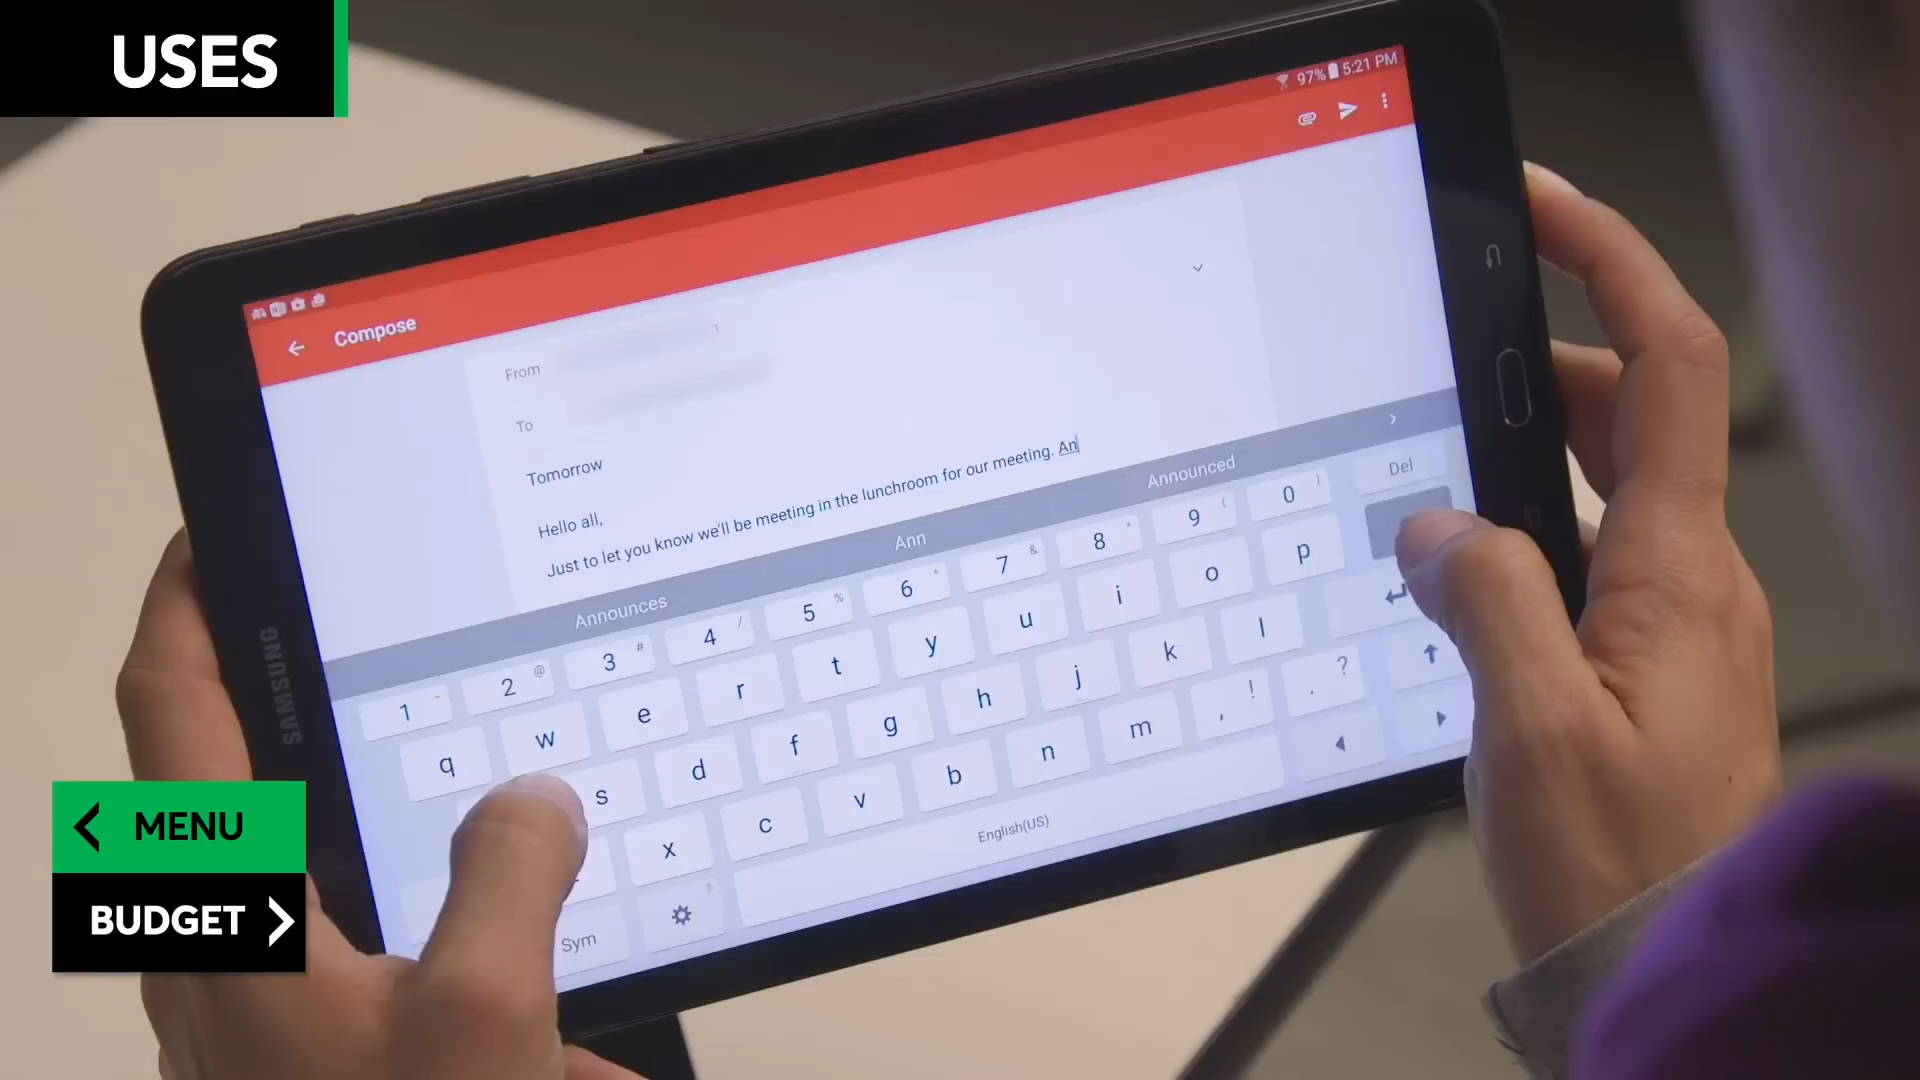 USES
97% 5:21 PM
Compose
From
To
Tomorrow
Hello all,
Just to let you know we'll be meeting in the lunchroom for our meeting. An
Announces Ann Announced
1 2 @ 3 # 4 / 5 % 6 ^ 7 & 8 * 9 ( 0 ) Del
q w e r t y u i o p
s d f g h j k l
x c v b n m , ! . ?
Sym English(US)
SAMSUNG
MENU
BUDGET